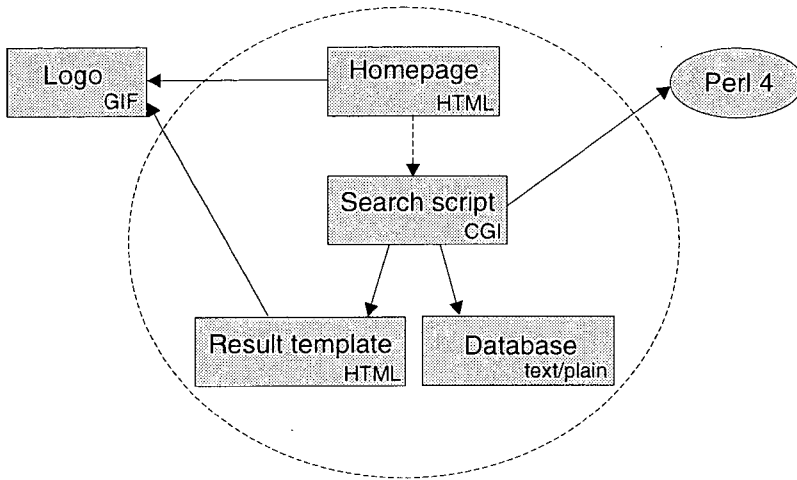 Logo
GIF
Homepage
HTML
Perl 4
Search script
CGI
Result template
HTML
Database
text/plain